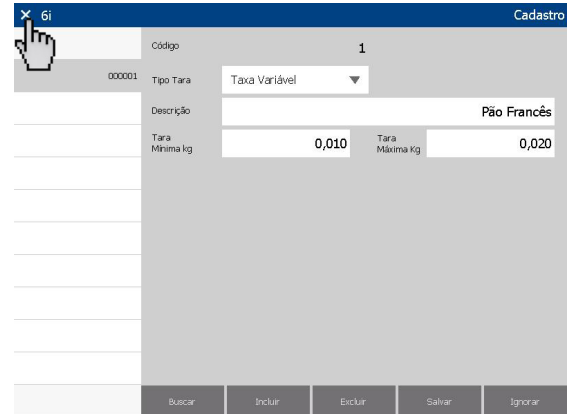 ✕ 6i Cadastro
Código 1
000001
Tipo Tara Taxa Variável
Descrição Pão Francês
Tara
Mínima kg 0,010
Tara
Máxima Kg 0,020
Buscar Incluir Excluir Salvar Ignorar